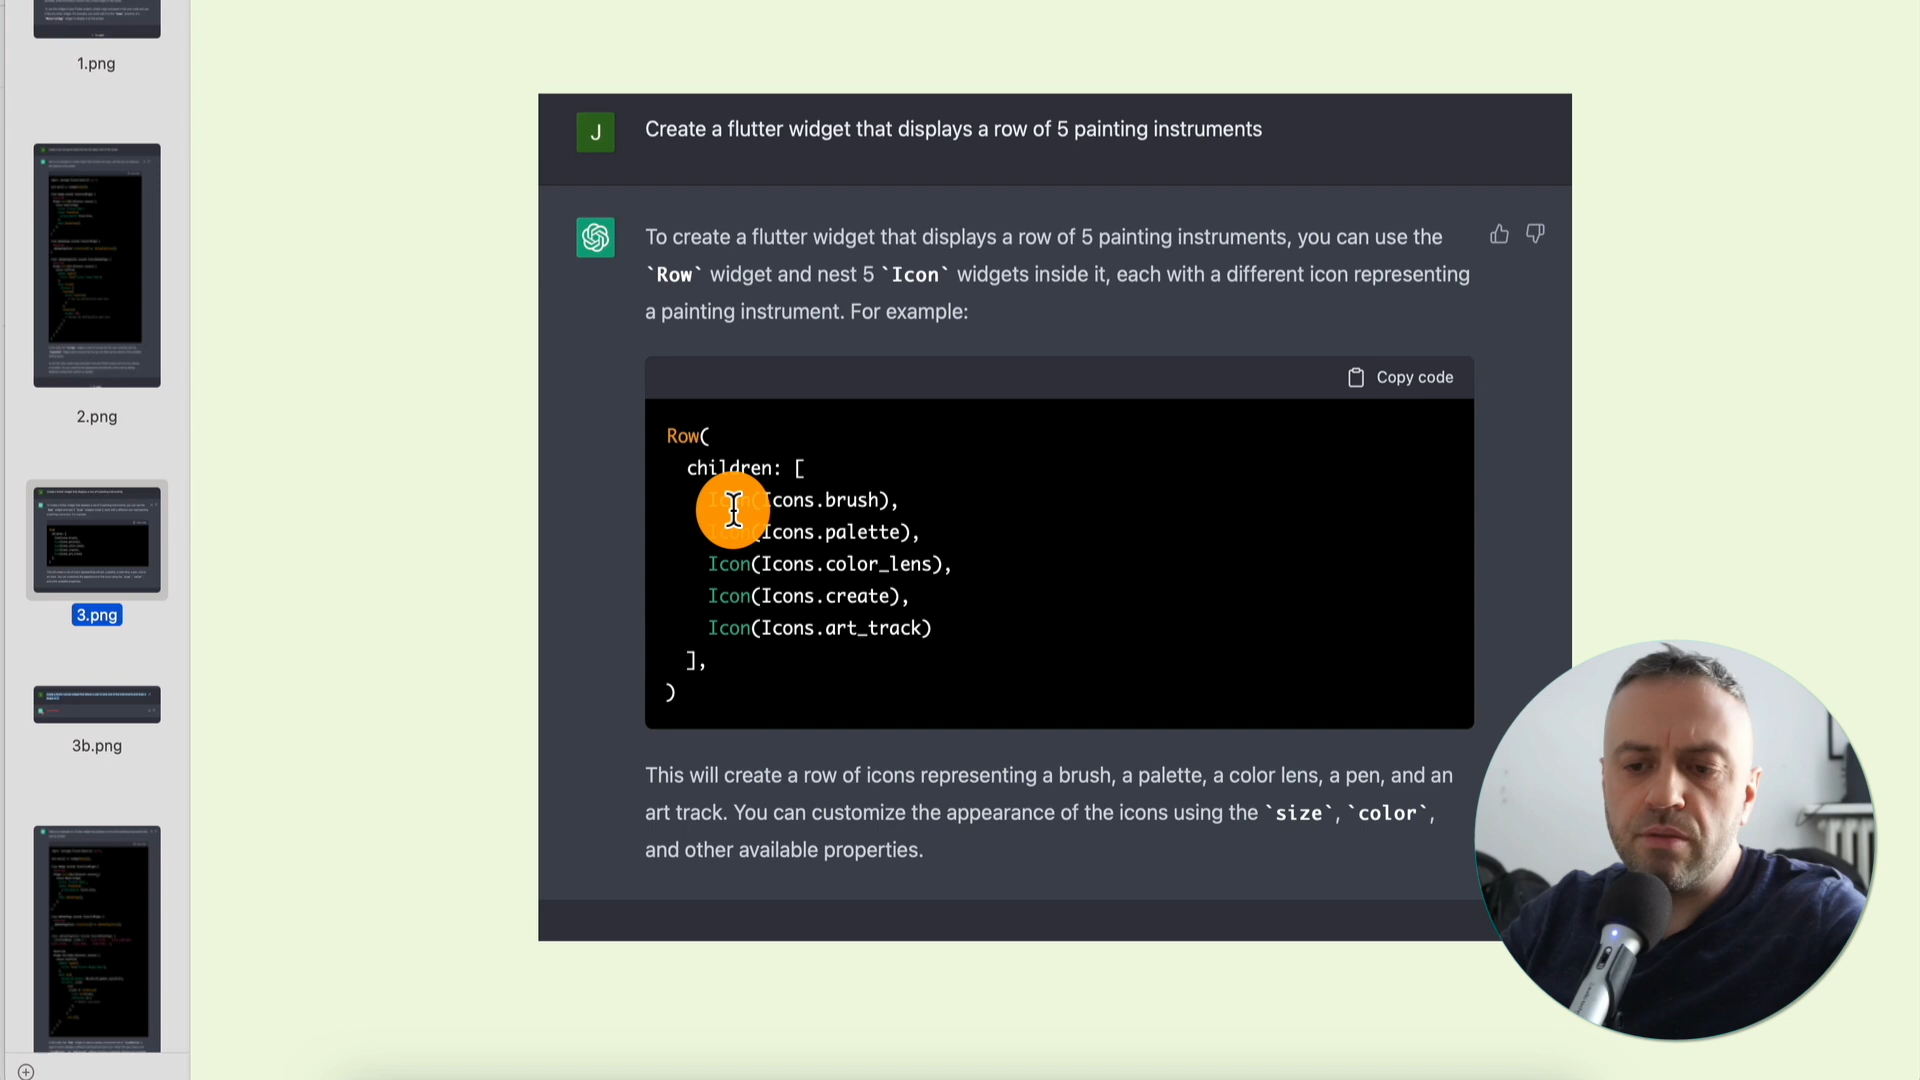 1.png
2.png
3.png
3b.png
J
Create a flutter widget that displays a row of 5 painting instruments
To create a flutter widget that displays a row of 5 painting instruments, you can use the
`Row` widget and nest 5 `Icon` widgets inside it, each with a different icon representing
a painting instrument. For example:
Copy code
Row(
children: [
Icon(Icons.brush),
Icon(Icons.palette),
Icon(Icons.color_lens),
Icon(Icons.create),
Icon(Icons.art_track)
],
)
This will create a row of icons representing a brush, a palette, a color lens, a pen, and an
art track. You can customize the appearance of the icons using the `size`, `color`,
and other available properties.